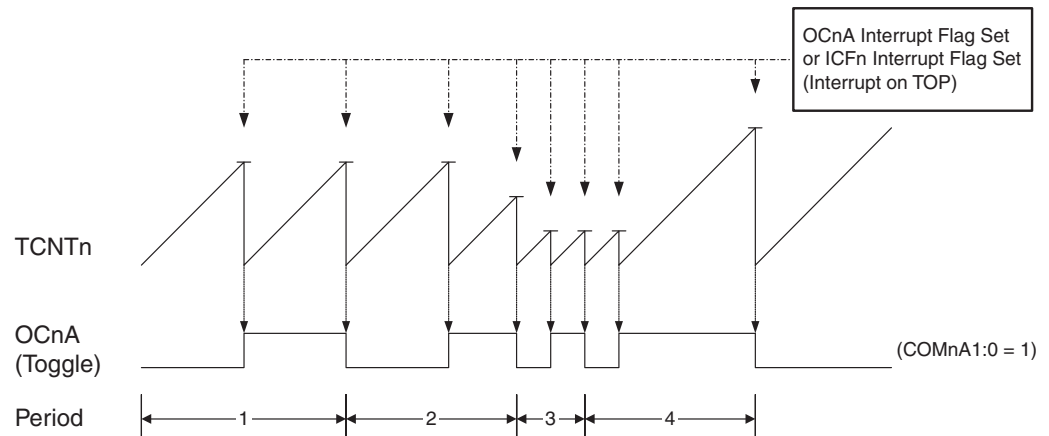 OCnA Interrupt Flag Set
or ICFn Interrupt Flag Set
(Interrupt on TOP)
TCNTn
OCnA
(Toggle)
(COMnA1:0 = 1)
Period
1
2
3
4